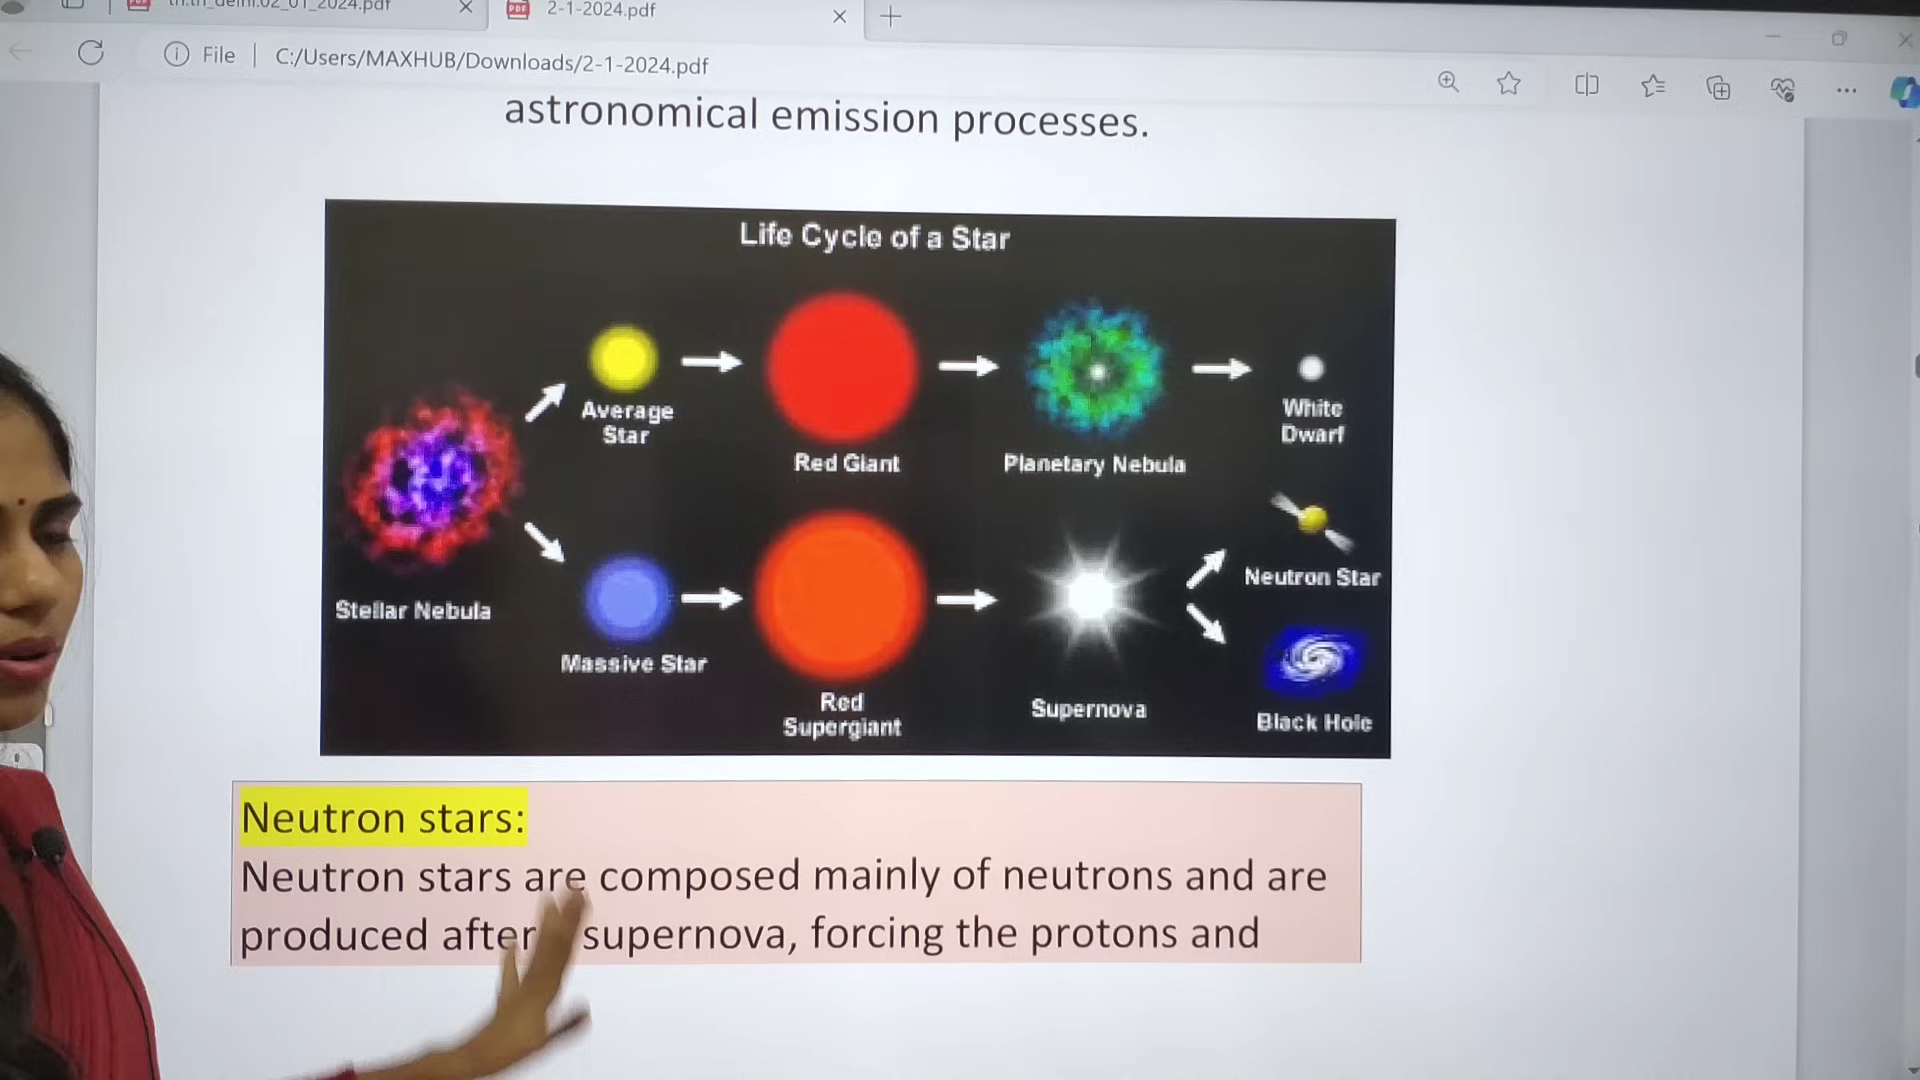 2-1-2024.pdf
File
C:/Users/MAXHUB/Downloads/2-1-2024.pdf
astronomical emission processes.
Life Cycle of a Star
Average
Star
Red Giant
Planetary Nebula
White
Dwarf
Stellar Nebula
Massive Star
Red
Supergiant
Supernova
Neutron Star
Black Hole
Neutron stars:
Neutron stars are composed mainly of neutrons and are
produced after supernova, forcing the protons and